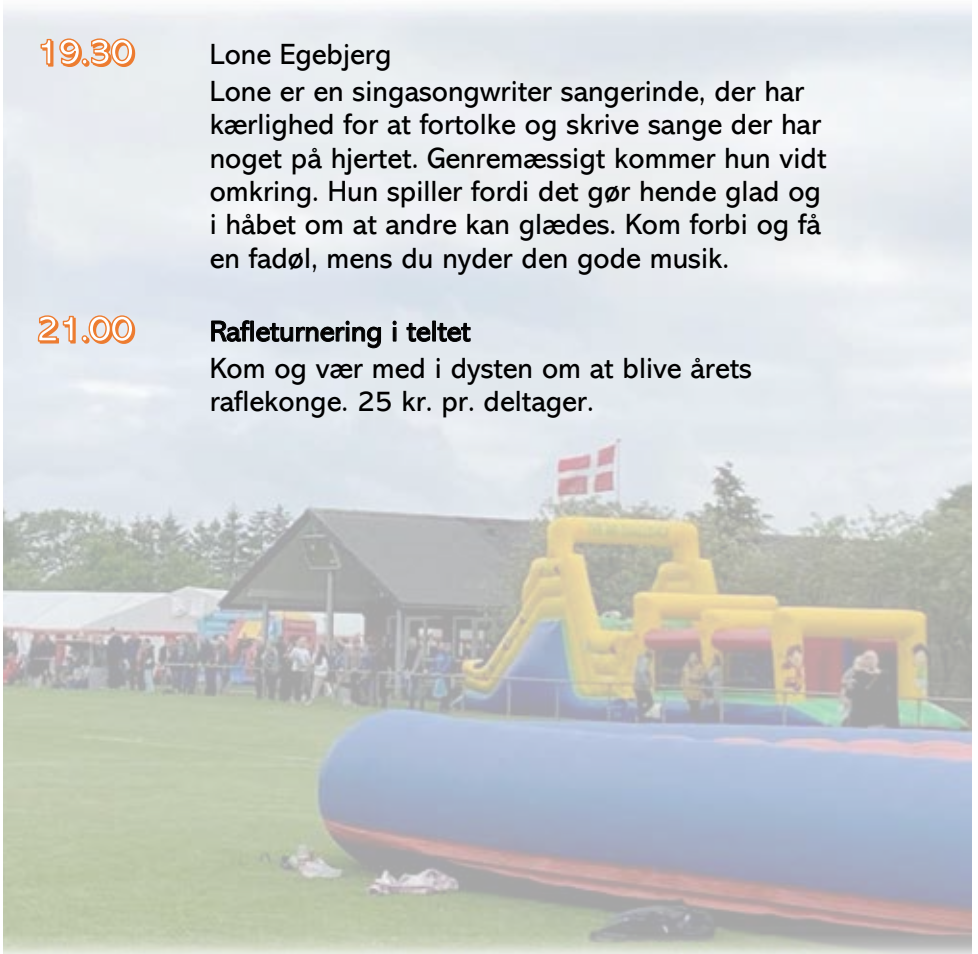 19.30 Lone Egebjerg
Lone er en singasongwriter sangerinde, der har
kærlighed for at fortolke og skrive sange der har
noget på hjertet. Genremæssigt kommer hun vidt
omkring. Hun spiller fordi det gør hende glad og
i håbet om at andre kan glædes. Kom forbi og få
en fadøl, mens du nyder den gode musik.
21.00 Rafleturnering i teltet
Kom og vær med i dysten om at blive årets
raflekonge. 25 kr. pr. deltager.